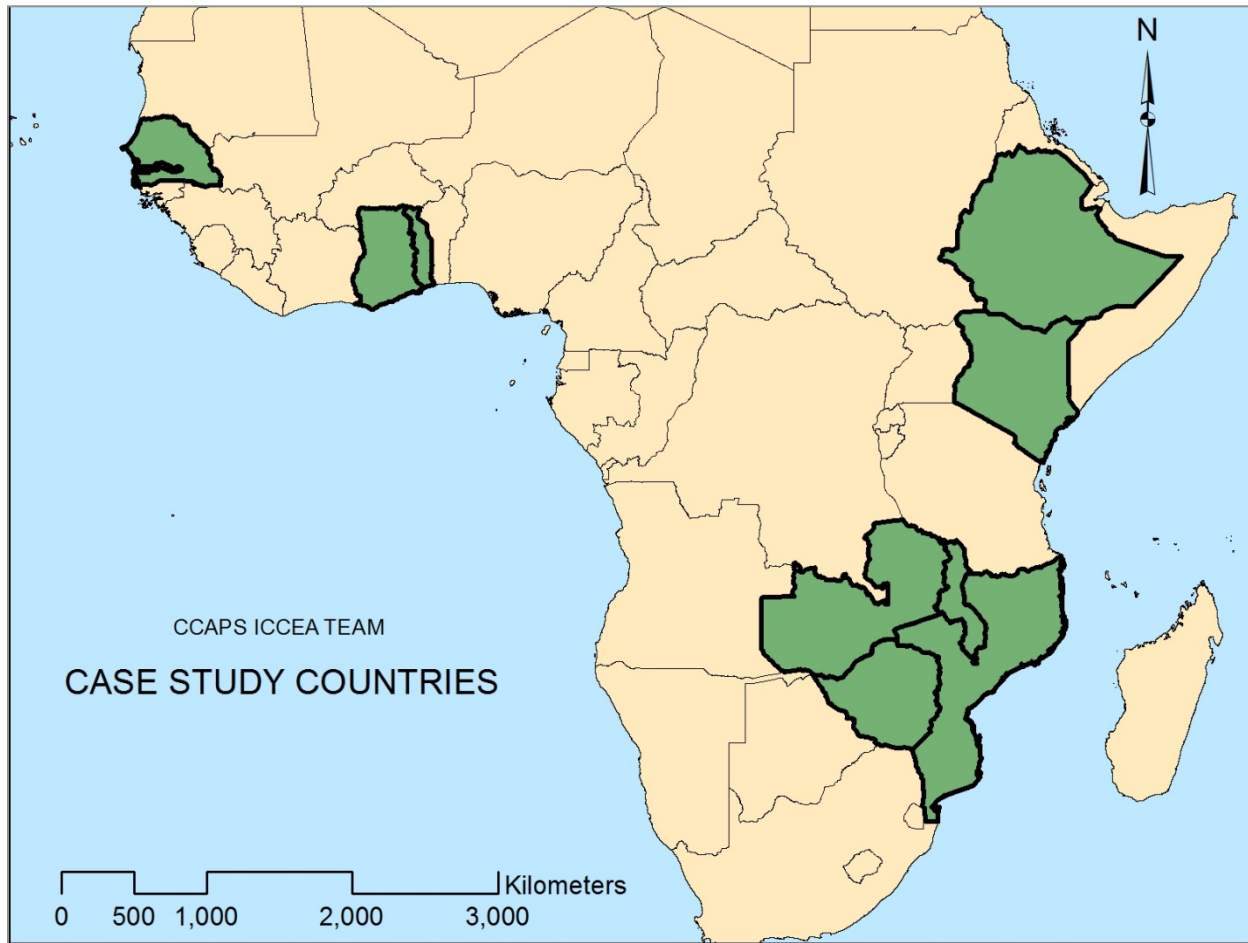 N
CCAPS ICCEA TEAM
CASE STUDY COUNTRIES
Kilometers
0 500 1,000 2,000 3,000